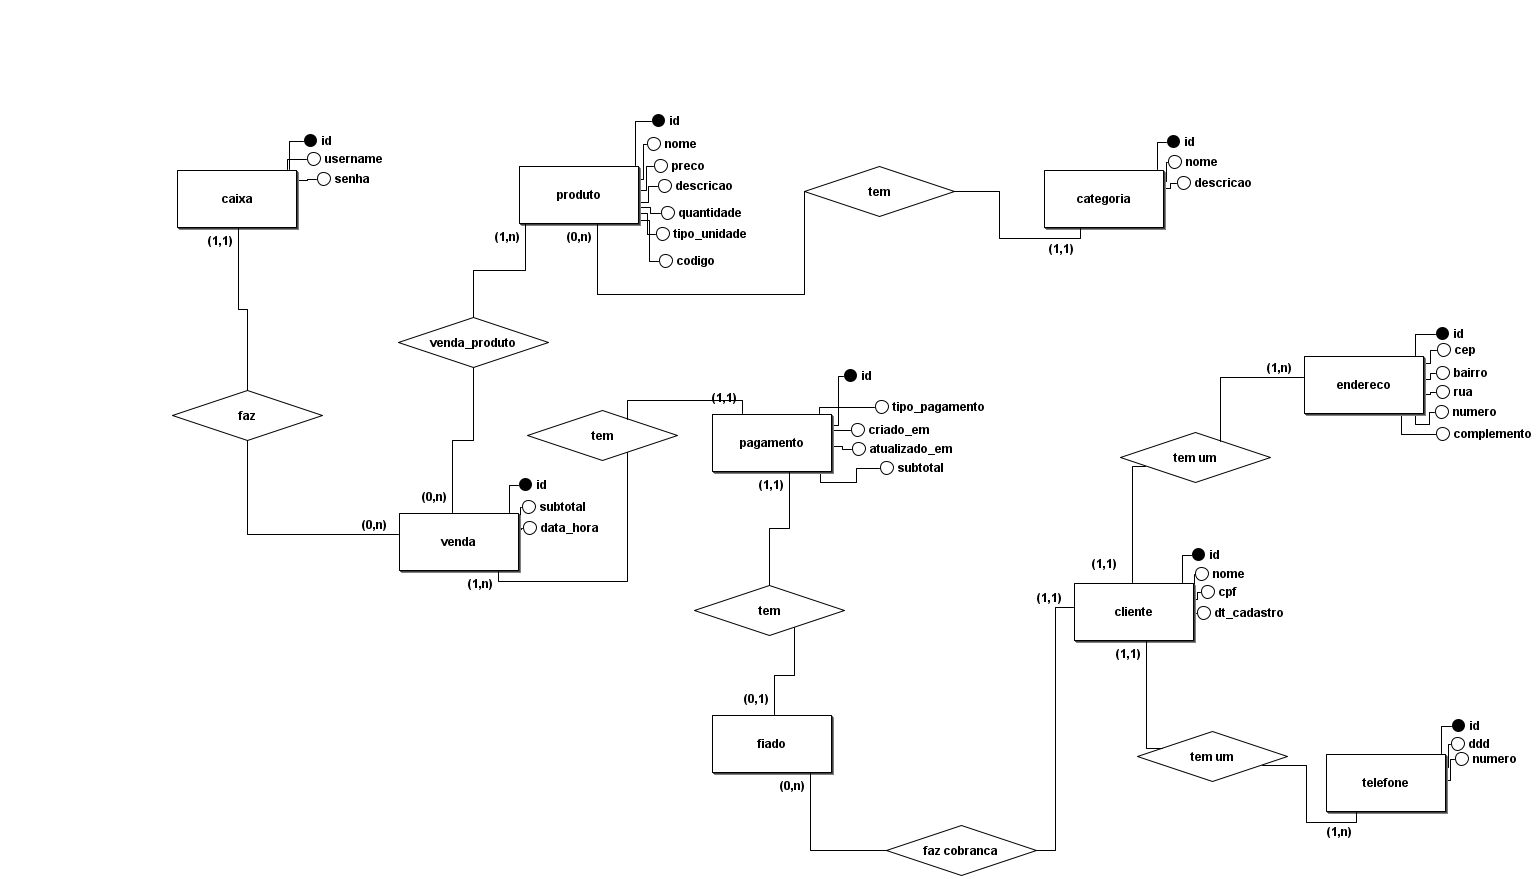 caixa
id
username
senha
(1,1)
faz
(0,n)
produto
id
nome
preco
descricao
quantidade
tipo_unidade
codigo
(1,n)
(0,n)
tem
categoria
id
nome
descricao
(1,1)
venda_produto
(0,n)
venda
id
subtotal
data_hora
(1,n)
tem
(1,1)
pagamento
id
tipo_pagamento
criado_em
atualizado_em
subtotal
(1,1)
tem
(0,1)
fiado
(0,n)
faz cobranca
(1,1)
cliente
id
nome
cpf
dt_cadastro
(1,1)
tem um
(1,n)
endereco
id
cep
bairro
rua
numero
complemento
(1,1)
tem um
(1,n)
telefone
id
ddd
numero